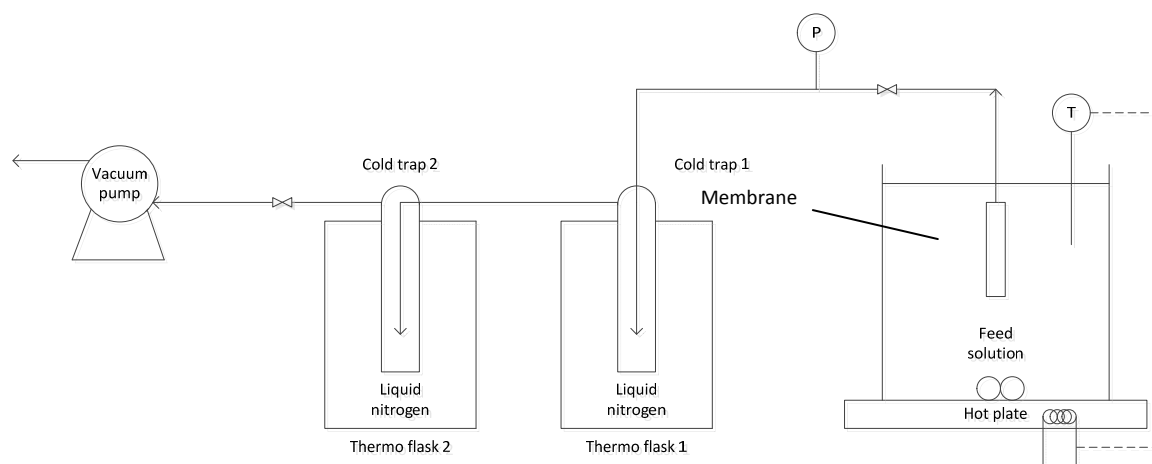 P
T
Cold trap 2
Cold trap 1
Vacuum
pump
Membrane
Feed
solution
Liquid
nitrogen
Liquid
nitrogen
Hot plate
Thermo flask 2
Thermo flask 1